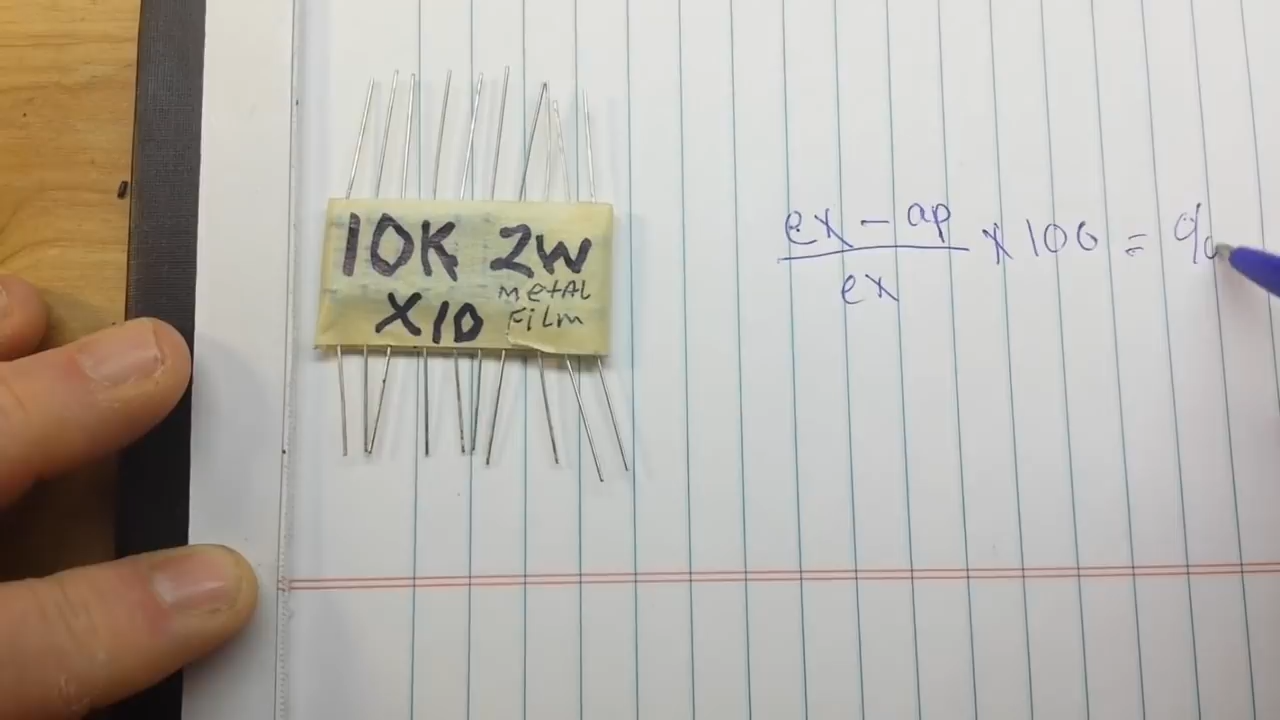 10K 2W
X10 METAL
FILM
ex - ap
ex
x 100 = %